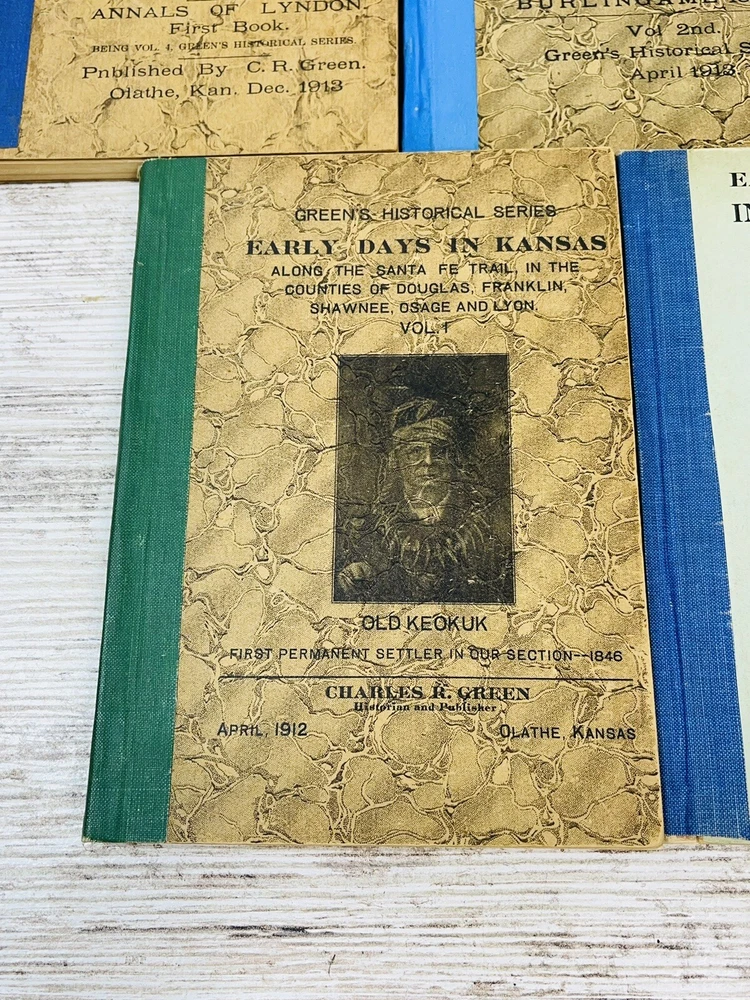 ANNALS OF LYNDON.
First Book.
BEING VOL. 4, GREEN'S HISTORICAL SERIES.
Pnblished By C. R. Green.
Olathe, Kan. Dec. 1913
Vol 2nd.
Green's Historical S
April 1913
GREEN'S HISTORICAL SERIES
EARLY DAYS IN KANSAS
ALONG THE SANTA FE TRAIL, IN THE
COUNTIES OF DOUGLAS, FRANKLIN,
SHAWNEE, OSAGE AND LYON.
VOL. I
OLD KEOKUK
FIRST PERMANENT SETTLER IN OUR SECTION--1846
CHARLES R. GREEN
Historian and Publisher
APRIL, 1912
OLATHE, KANSAS